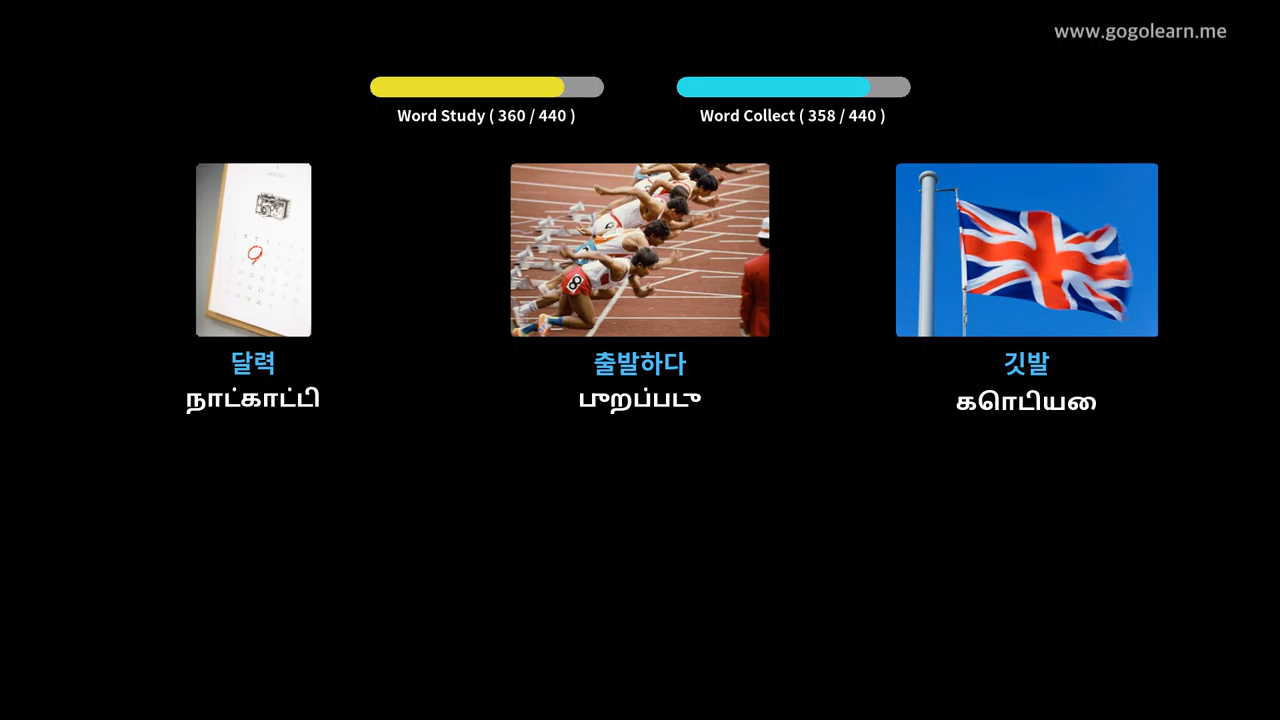 www.gogolearn.me
Word Study ( 360 / 440 )
Word Collect ( 358 / 440 )
달력
நாட்காட்டி
출발하다
புறப்படு
깃발
கொடியை